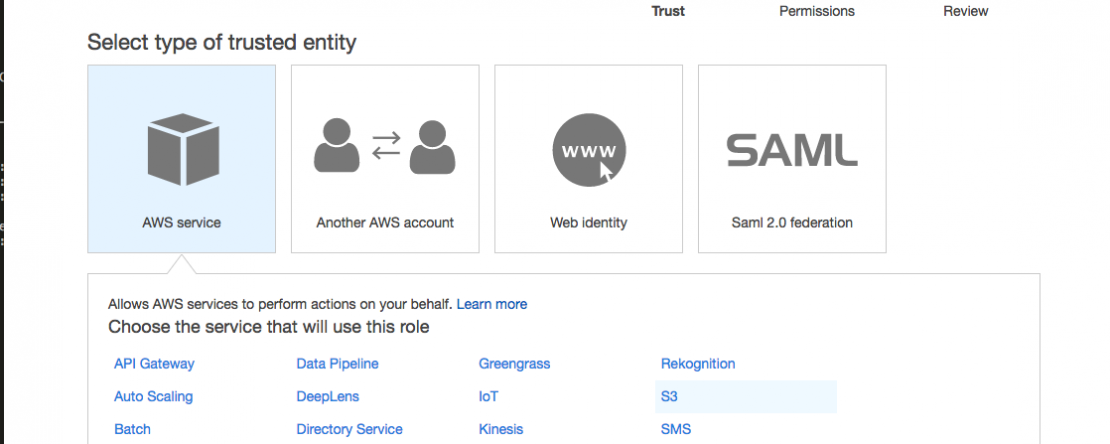 Trust Permissions Review
Select type of trusted entity
www SAML
AWS service Another AWS account Web identity Saml 2.0 federation
Allows AWS services to perform actions on your behalf. Learn more
Choose the service that will use this role
API Gateway Data Pipeline Greengrass Rekognition
Auto Scaling DeepLens IoT S3
Batch Directory Service Kinesis SMS